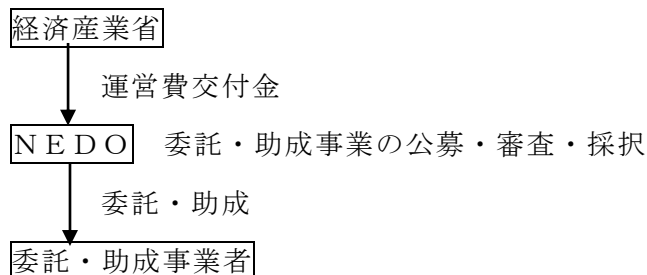 経済産業省
運営費交付金
ＮＥＤＯ 委託・助成事業の公募・審査・採択
委託・助成
委託・助成事業者